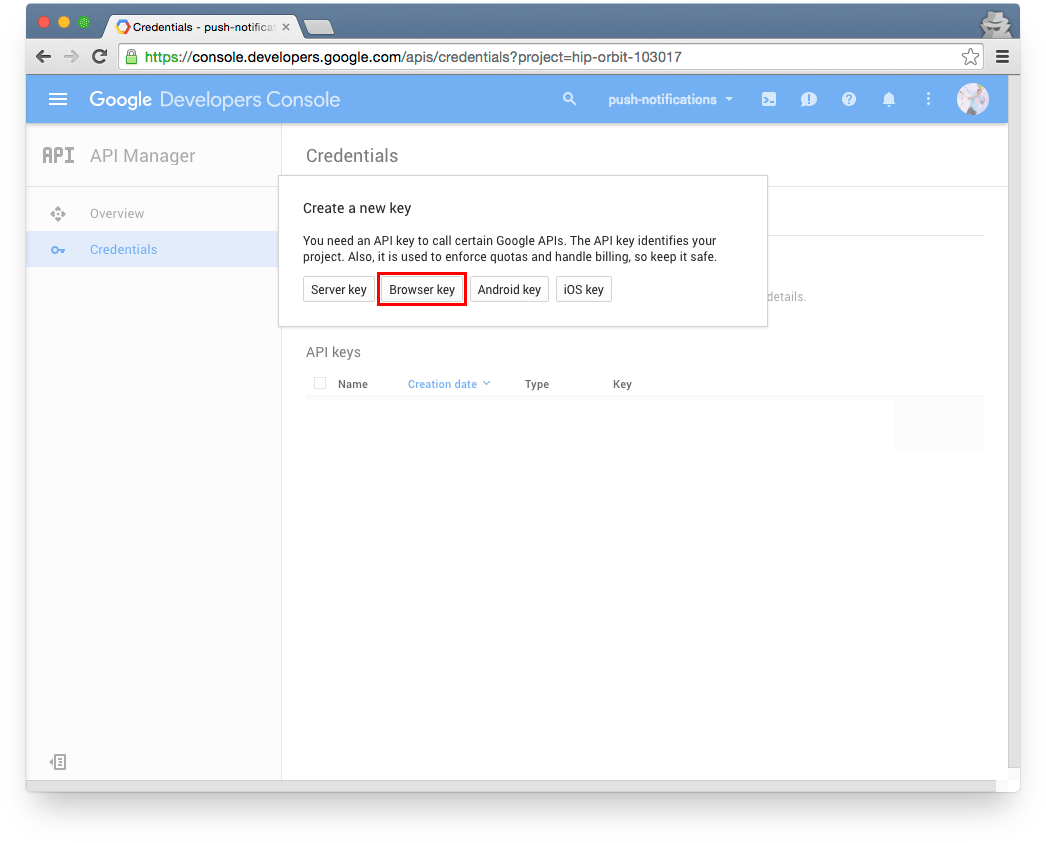 Credentials - push-notifica
https://console.developers.google.com/apis/credentials?project=hip-orbit-103017
Google Developers Console
push-notifications
API API Manager
Credentials
Overview
Credentials
Create a new key
You need an API key to call certain Google APIs. The API key identifies your
project. Also, it is used to enforce quotas and handle billing, so keep it safe.
Server key
Browser key
Android key
iOS key
details.
API keys
Name
Creation date
Type
Key